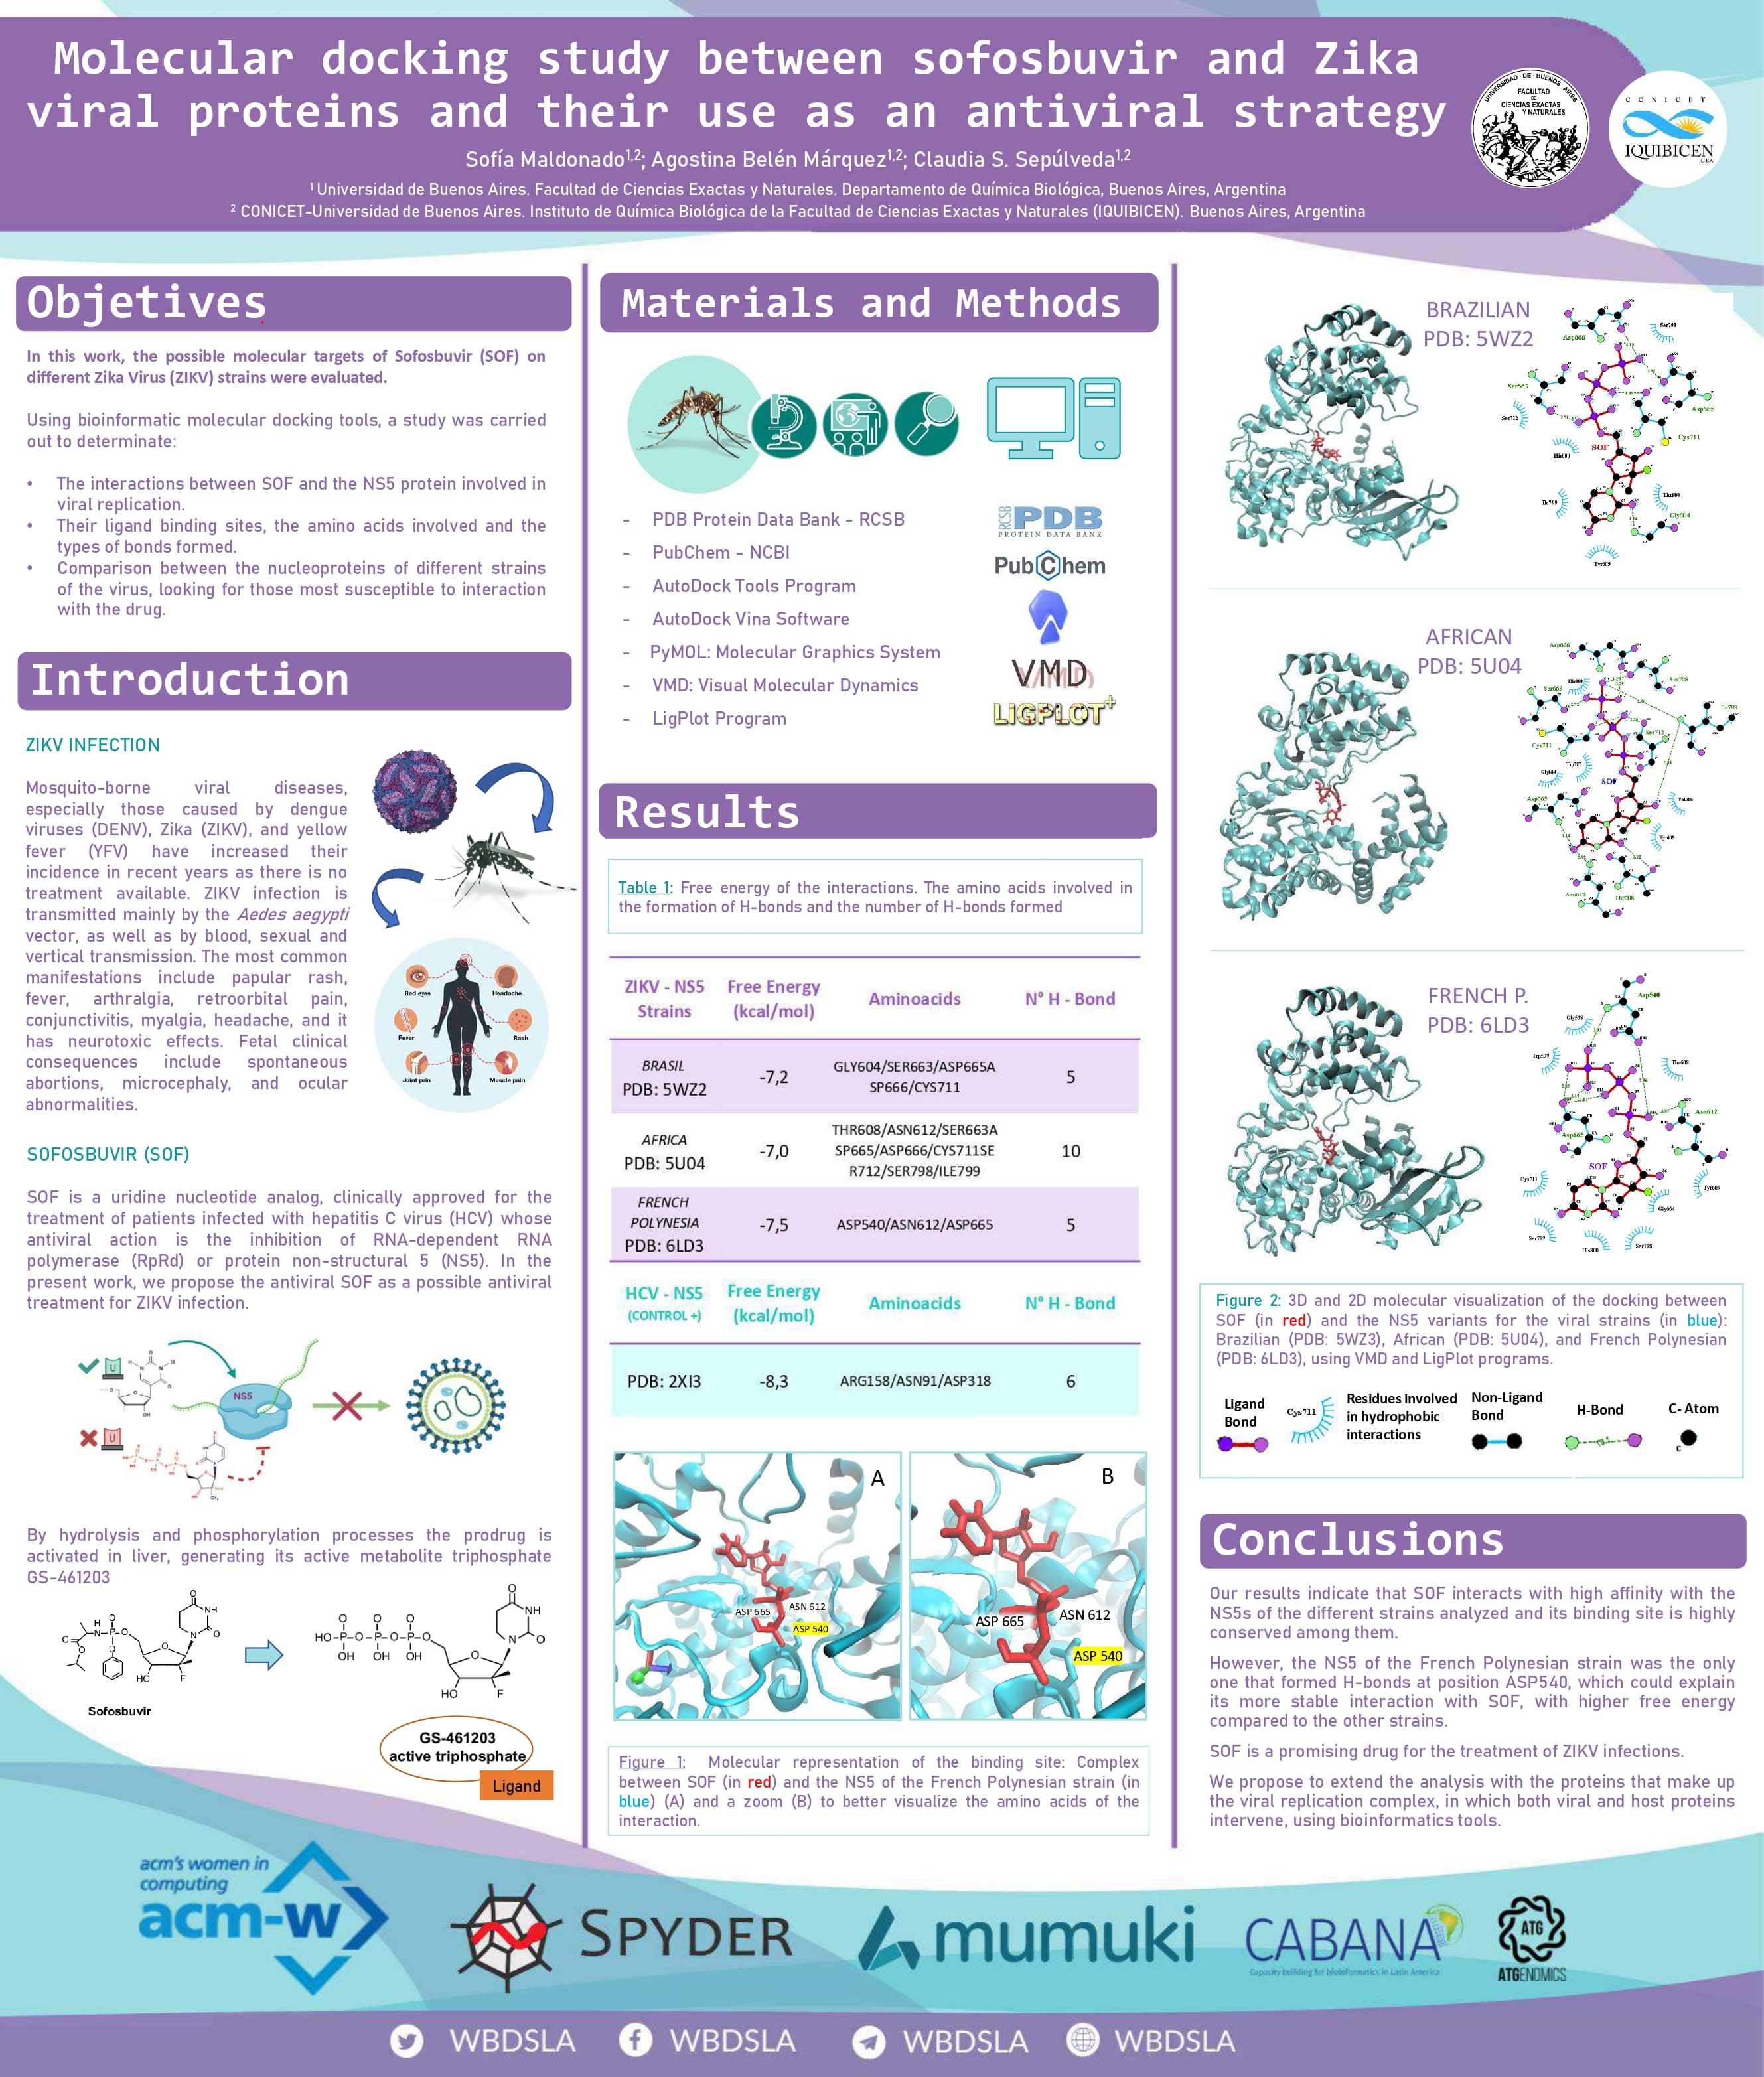 Molecular docking study between sofosbuvir and Zika
viral proteins and their use as an antiviral strategy
Sofía Maldonado1,2; Agostina Belén Márquez1,2; Claudia S. Sepúlveda1,2
1 Universidad de Buenos Aires. Facultad de Ciencias Exactas y Naturales. Departamento de Química Biológica, Buenos Aires, Argentina
2 CONICET-Universidad de Buenos Aires. Instituto de Química Biológica de la Facultad de Ciencias Exactas y Naturales (IQUIBICEN). Buenos Aires, Argentina
UNIVERSIDAD · DE · BUENOS · AIRES
FACULTAD
DE
CIENCIAS EXACTAS
Y NATURALES
CONICET
IQUIBICEN
UBA
Objetives
In this work, the possible molecular targets of Sofosbuvir (SOF) on
different Zika Virus (ZIKV) strains were evaluated.
Using bioinformatic molecular docking tools, a study was carried
out to determinate:
• The interactions between SOF and the NS5 protein involved in
viral replication.
• Their ligand binding sites, the amino acids involved and the
types of bonds formed.
• Comparison between the nucleoproteins of different strains
of the virus, looking for those most susceptible to interaction
with the drug.
Introduction
ZIKV INFECTION
Mosquito-borne viral diseases,
especially those caused by dengue
viruses (DENV), Zika (ZIKV), and yellow
fever (YFV) have increased their
incidence in recent years as there is no
treatment available. ZIKV infection is
transmitted mainly by the Aedes aegypti
vector, as well as by blood, sexual and
vertical transmission. The most common
manifestations include papular rash,
fever, arthralgia, retroorbital pain,
conjunctivitis, myalgia, headache, and it
has neurotoxic effects. Fetal clinical
consequences include spontaneous
abortions, microcephaly, and ocular
abnormalities.
Red eyes
Headache
Fever
Rash
Joint pain
Muscle pain
SOFOSBUVIR (SOF)
SOF is a uridine nucleotide analog, clinically approved for the
treatment of patients infected with hepatitis C virus (HCV) whose
antiviral action is the inhibition of RNA-dependent RNA
polymerase (RpRd) or protein non-structural 5 (NS5). In the
present work, we propose the antiviral SOF as a possible antiviral
treatment for ZIKV infection.
U
NS5
U
By hydrolysis and phosphorylation processes the prodrug is
activated in liver, generating its active metabolite triphosphate
GS-461203
Sofosbuvir
GS-461203
active triphosphate
Ligand
Materials and Methods
- PDB Protein Data Bank - RCSB
- PubChem - NCBI
- AutoDock Tools Program
- AutoDock Vina Software
- PyMOL: Molecular Graphics System
- VMD: Visual Molecular Dynamics
- LigPlot Program
RCSB PDB
PROTEIN DATA BANK
PubChem
VMD
LIGPLOT+
Results
Table 1: Free energy of the interactions. The amino acids involved in
the formation of H-bonds and the number of H-bonds formed
ZIKV - NS5 Strains Free Energy (kcal/mol) Aminoacids N° H - Bond
BRASIL PDB: 5WZ2 -7,2 GLY604/SER663/ASP665A SP666/CYS711 5
AFRICA PDB: 5U04 -7,0 THR608/ASN612/SER663A SP665/ASP666/CYS711SE R712/SER798/ILE799 10
FRENCH POLYNESIA PDB: 6LD3 -7,5 ASP540/ASN612/ASP665 5
HCV - NS5 (CONTROL +) Free Energy (kcal/mol) Aminoacids N° H - Bond
PDB: 2XI3 -8,3 ARG158/ASN91/ASP318 6
A
ASP 665
ASN 612
ASP 540
B
ASP 665
ASN 612
ASP 540
Figure 1: Molecular representation of the binding site: Complex
between SOF (in red) and the NS5 of the French Polynesian strain (in
blue) (A) and a zoom (B) to better visualize the amino acids of the
interaction.
BRAZILIAN
PDB: 5WZ2
Asp666
Ser798
Ser663
Asp665
Ser712
Cys711
SOF
Gly604
AFRICAN
PDB: 5U04
Asp666
Ser798
Ser663
Ile799
Cys711
Ser712
SOF
Asp665
Asn612
Thr608
FRENCH P.
PDB: 6LD3
Asp540
Thr608
Asn612
Asp665
SOF
Cys711
Tyr609
Gly664
Ser712
Ser798
Figure 2: 3D and 2D molecular visualization of the docking between
SOF (in red) and the NS5 variants for the viral strains (in blue):
Brazilian (PDB: 5WZ3), African (PDB: 5U04), and French Polynesian
(PDB: 6LD3), using VMD and LigPlot programs.
Ligand Bond
Cys711
Residues involved in hydrophobic interactions
Non-Ligand Bond
H-Bond
C- Atom
C
Conclusions
Our results indicate that SOF interacts with high affinity with the
NS5s of the different strains analyzed and its binding site is highly
conserved among them.
However, the NS5 of the French Polynesian strain was the only
one that formed H-bonds at position ASP540, which could explain
its more stable interaction with SOF, with higher free energy
compared to the other strains.
SOF is a promising drug for the treatment of ZIKV infections.
We propose to extend the analysis with the proteins that make up
the viral replication complex, in which both viral and host proteins
intervene, using bioinformatics tools.
acm's women in
computing
acm-w
SPYDER
mumuki
CABANA
Capacity building for bioinformatics in Latin America
ATG
ATGENOMICS
WBDSLA
WBDSLA
WBDSLA
WBDSLA